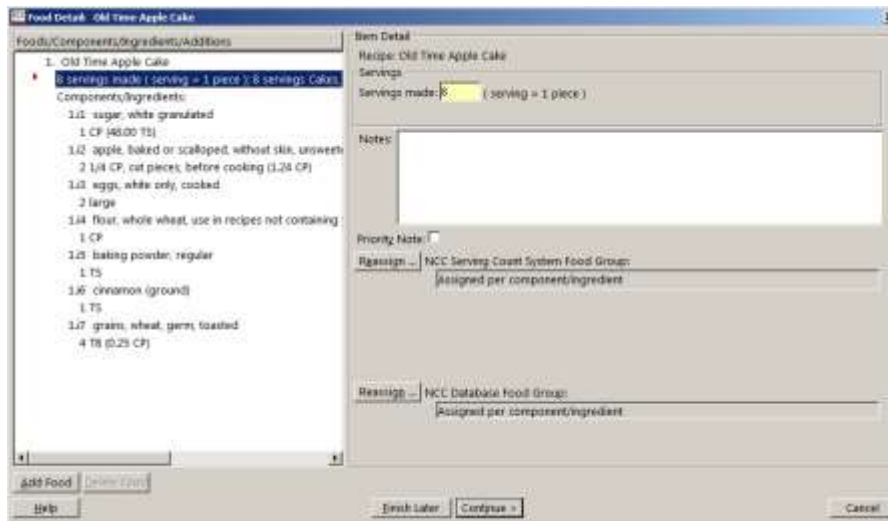 Food Detail: Old Time Apple Cake
Foods/Components/Ingredients/Additions
1. Old Time Apple Cake
8 servings made ( serving = 1 piece ): 8 servings Cakes,
Components/Ingredients:
1.i1 sugar, white granulated
1 CP (48.00 TS)
1.i2 apple, baked or scalloped, without skin, unsweet
2 1/4 CP, cut pieces, before cooking (1.24 CP)
1.i3 eggs, white only, cooked
2 large
1.i4 flour, whole wheat, use in recipes not containing
1 CP
1.i5 baking powder, regular
1 TS
1.i6 cinnamon (ground)
1 TS
1.i7 grains, wheat, germ, toasted
4 TB (0.25 CP)
Add Food
Help
Item Detail
Recipe: Old Time Apple Cake
Servings
Servings made: 8 ( serving = 1 piece )
Notes:
Priority Note:
Reassign ... NCC Serving Count System Food Group:
Assigned per component/ingredient
Reassign ... NCC Database Food Group:
Assigned per component/ingredient
Finish Later
Continue >
Cancel